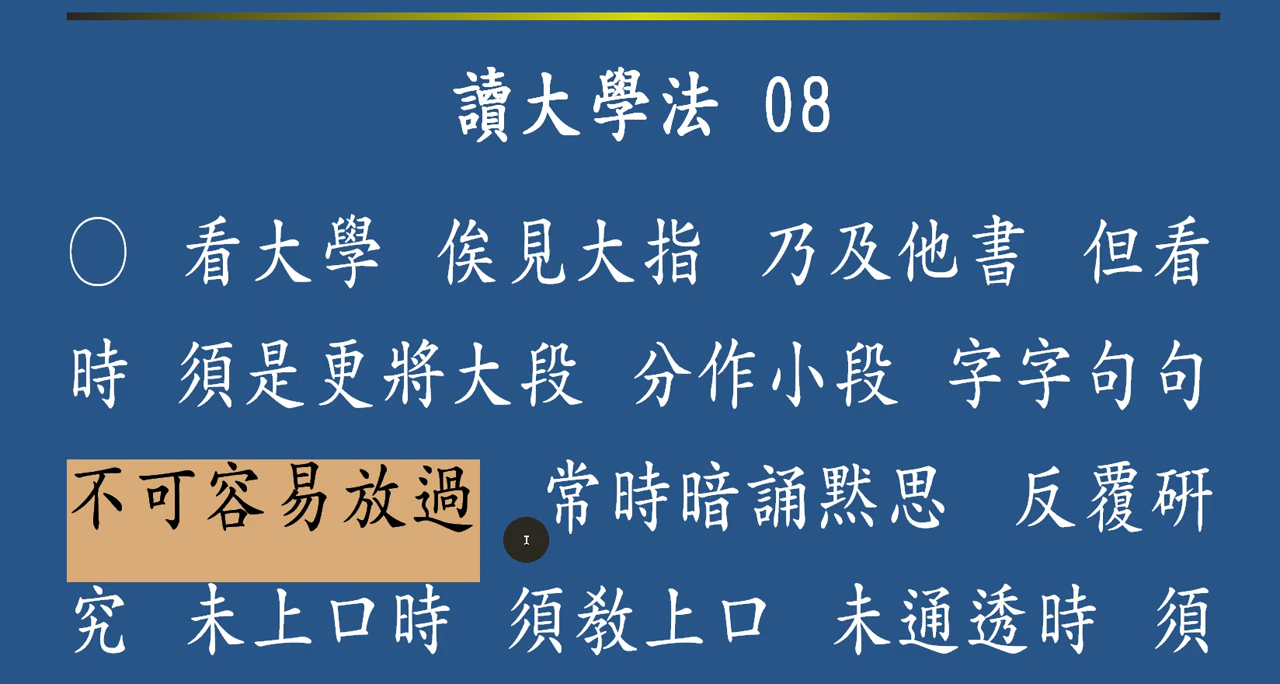 讀大學法 08
○ 看大學 俟見大指 乃及他書 但看
時 須是更將大段 分作小段 字字句句
不可容易放過 常時暗誦默思 反覆硏
究 未上口時 須教上口 未通透時 須